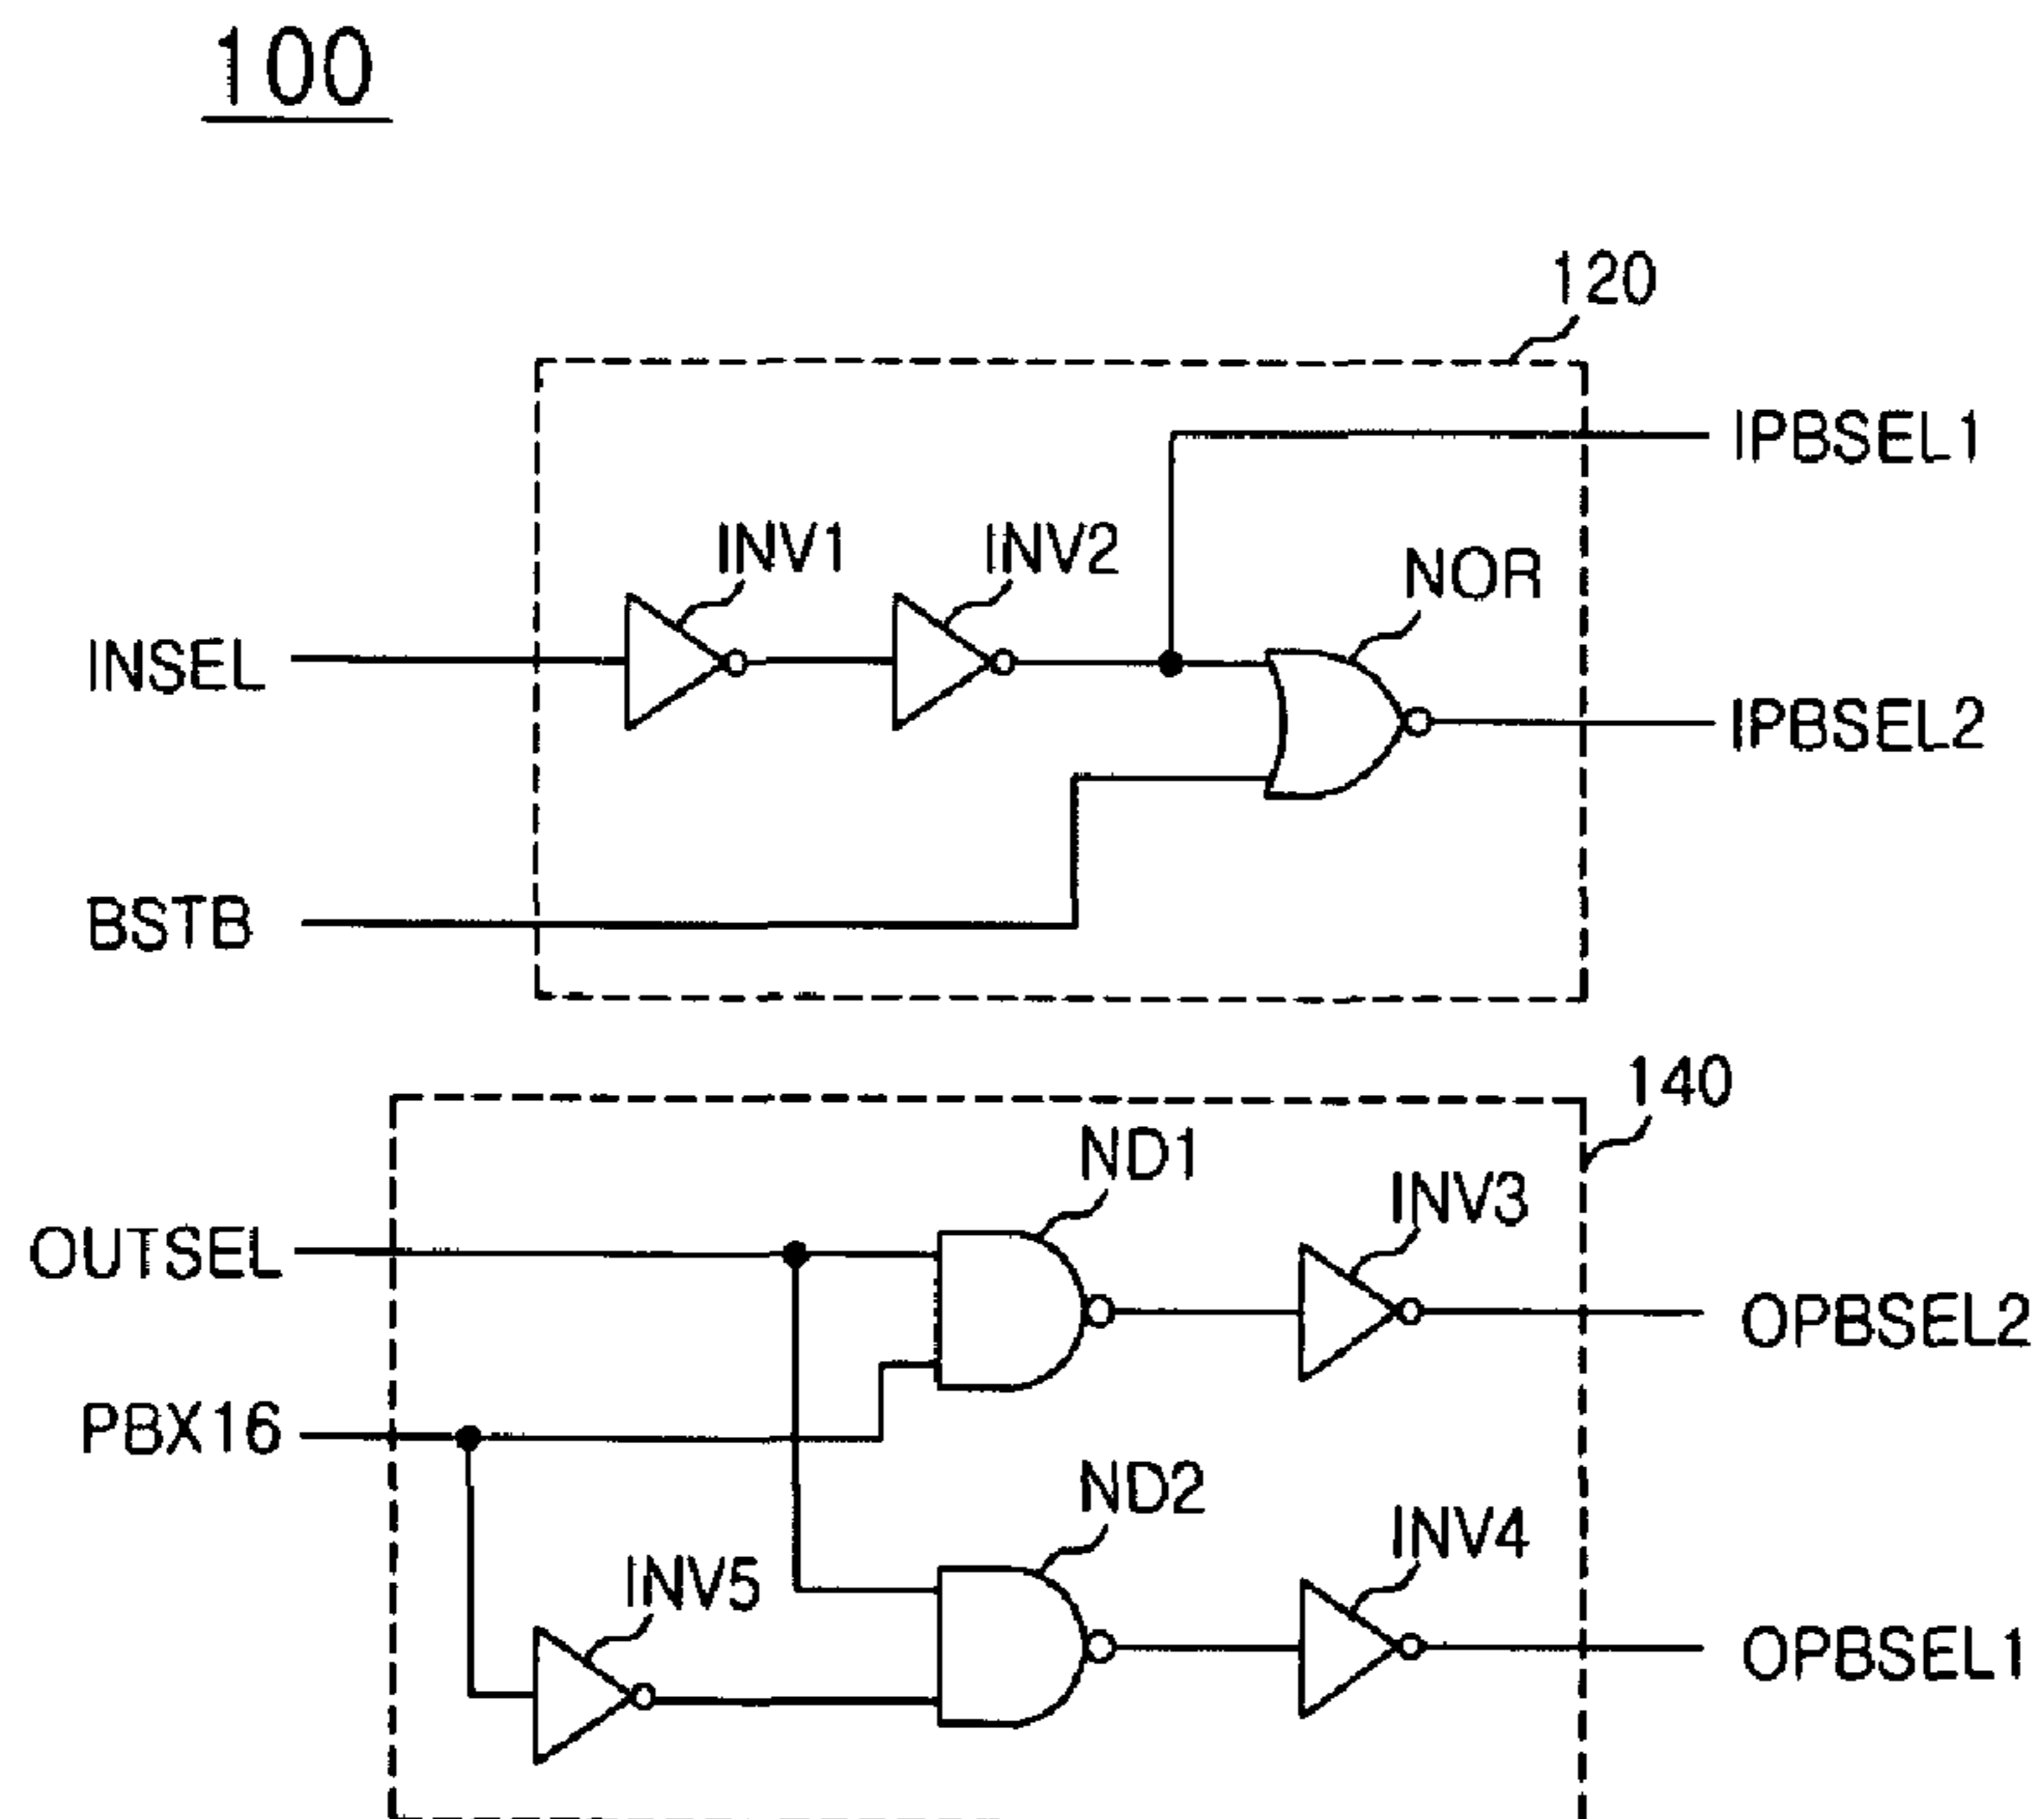 100
120
IPBSEL1
INV1
INV2
NOR
INSEL
IPBSEL2
BSTB
140
ND1
INV3
OUTSEL
OPBSEL2
PBX16
ND2
INV4
INV5
OPBSEL1